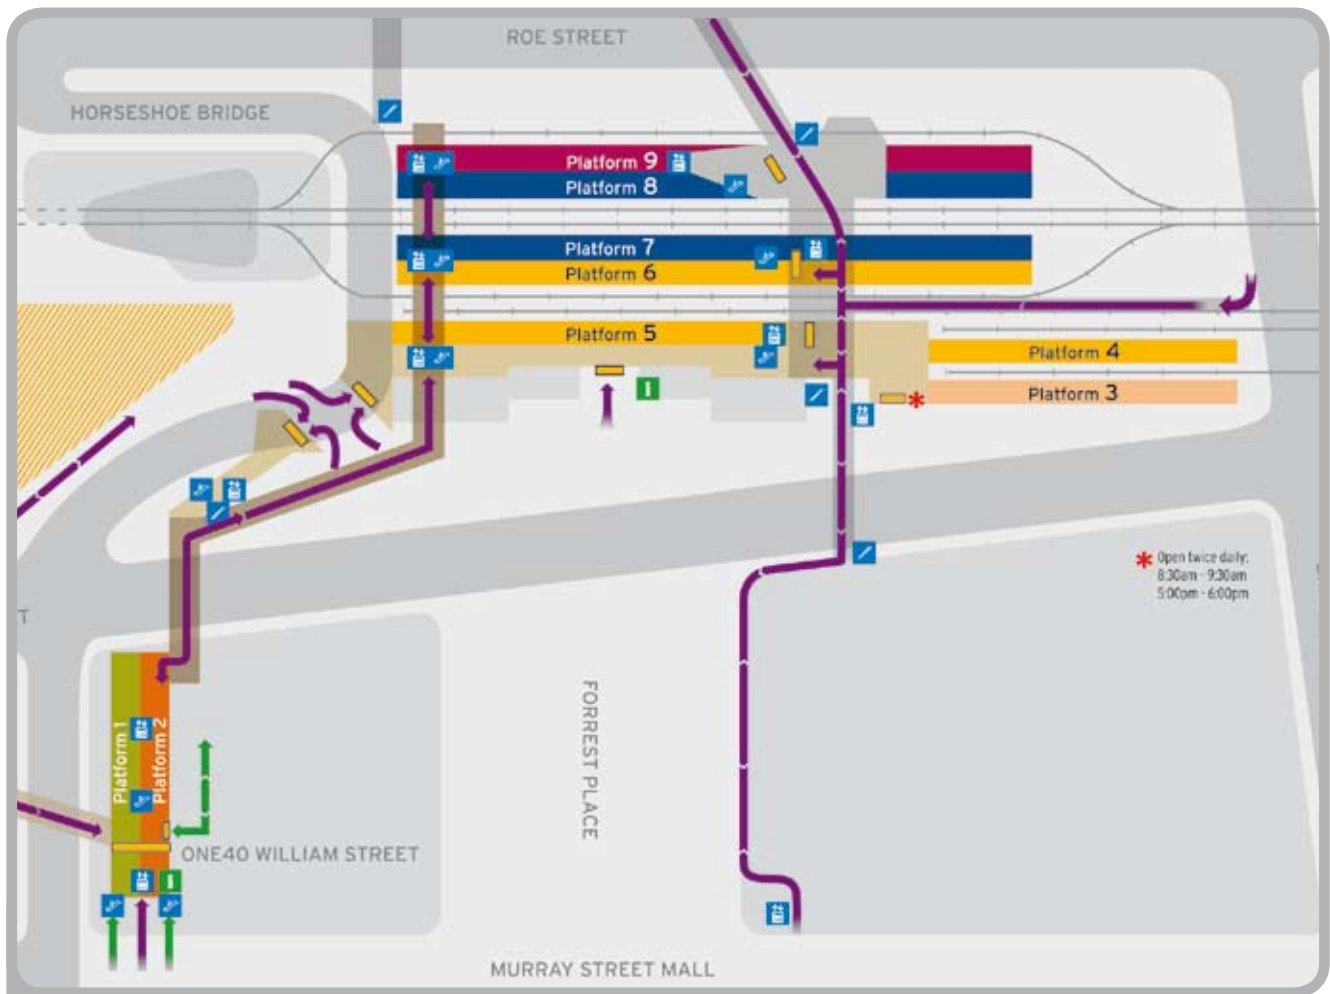 ROE STREET
HORSESHOE BRIDGE
Platform 9
Platform 8
Platform 7
Platform 6
Platform 5
Platform 4
Platform 3
* Open twice daily:
8:30am - 9:30am
5:00pm - 6:00pm
T
Platform 1
Platform 2
FORREST PLACE
ONE40 WILLIAM STREET
MURRAY STREET MALL